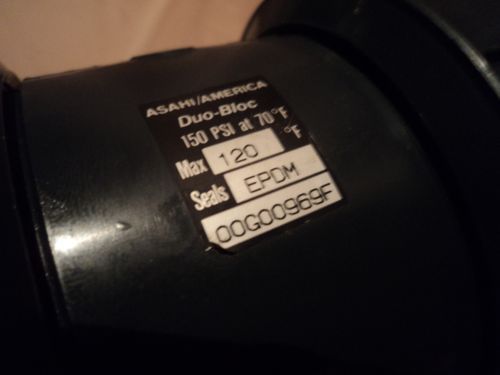 ASAHI/AMERICA
Duo-Bloc
150 PSI at 70°F
Max 120 °F
Seals EPDM
00G00969F